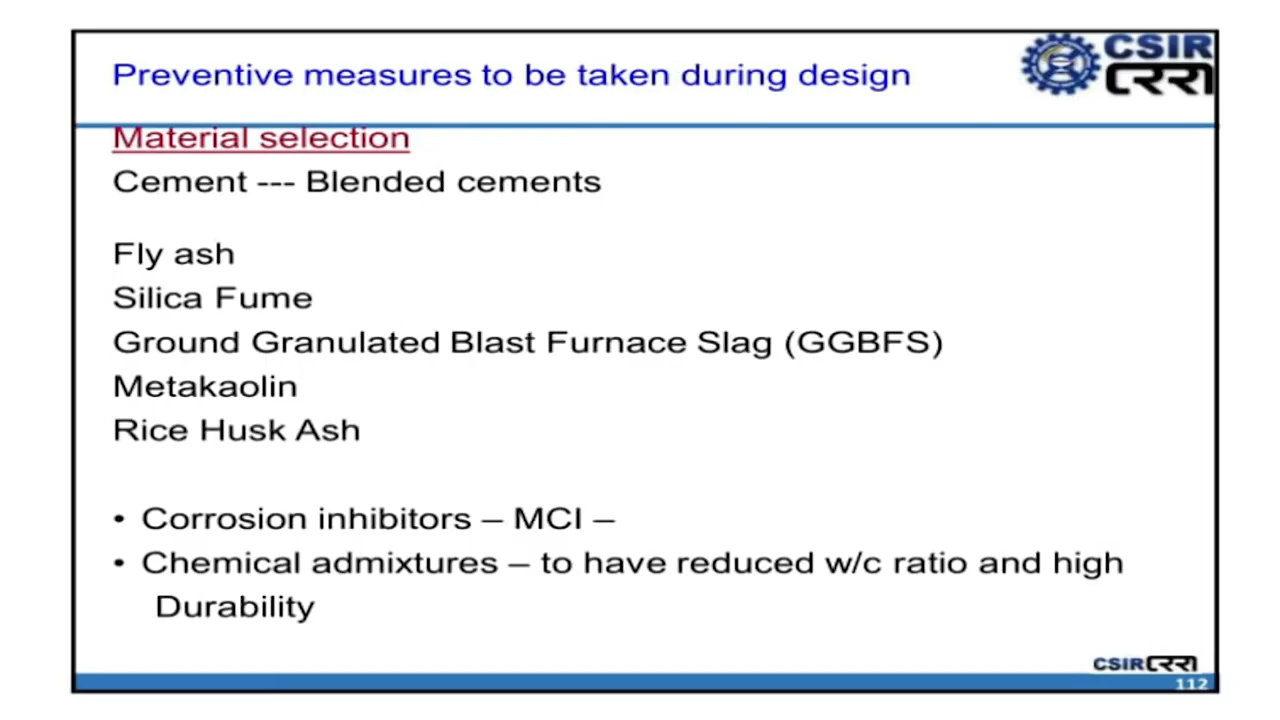 Preventive measures to be taken during design
CSIR
Material selection
Cement --- Blended cements
Fly ash
Silica Fume
Ground Granulated Blast Furnace Slag (GGBFS)
Metakaolin
Rice Husk Ash
• Corrosion inhibitors – MCI –
• Chemical admixtures – to have reduced w/c ratio and high
Durability
CSIR
112